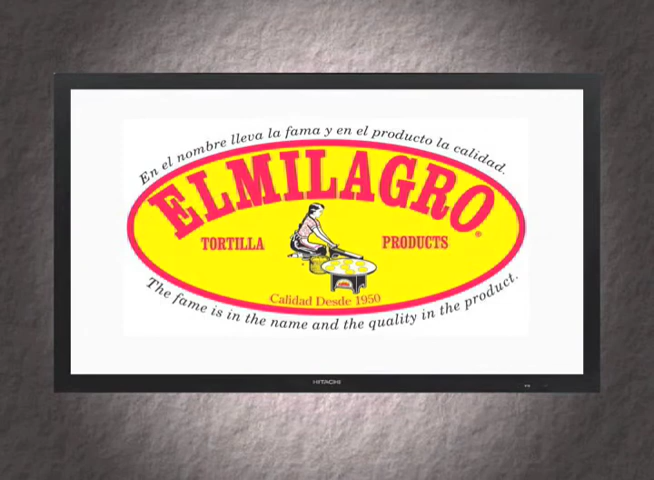 En el nombre lleva la fama y en el producto la calidad.
ELMILAGRO®
TORTILLA PRODUCTS
Calidad Desde 1950
The fame is in the name and the quality in the product.
HITACHI